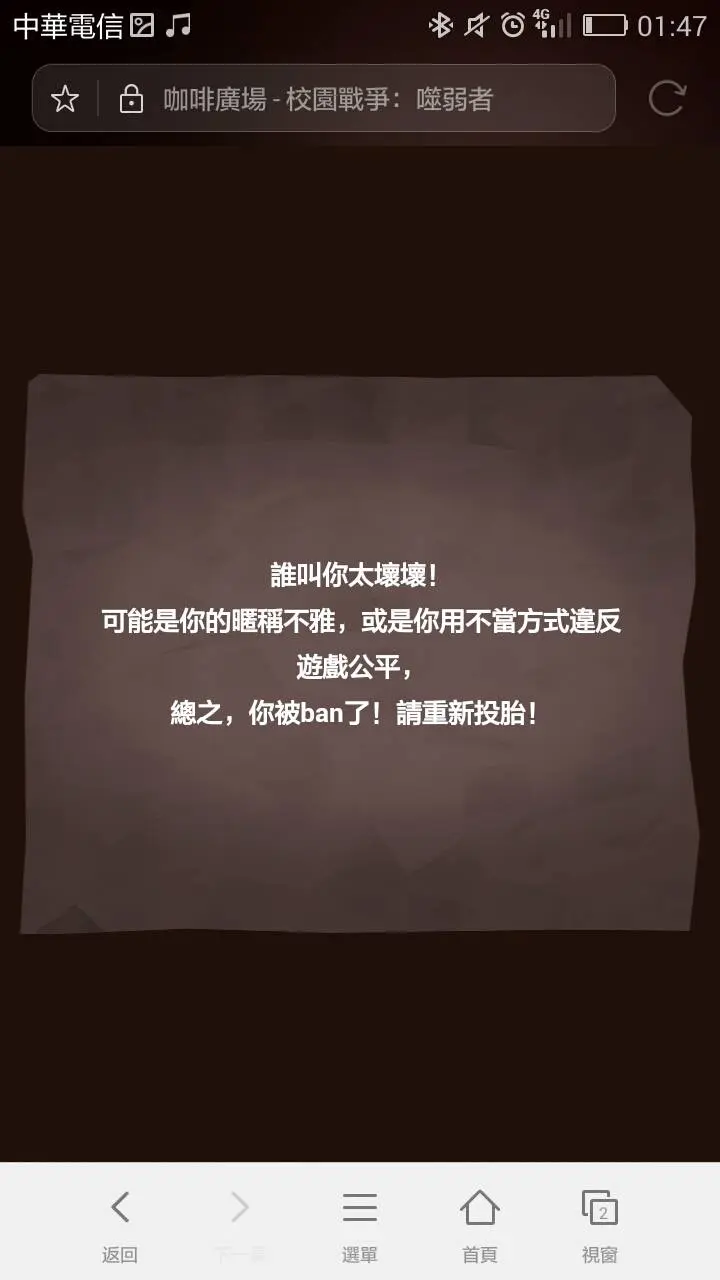 中華電信
4G
01:47
咖啡廣場 - 校園戰爭：噬弱者
誰叫你太壞壞！
可能是你的暱稱不雅，或是你用不當方式違反
遊戲公平，
總之，你被ban了！請重新投胎！
2
返回
選單
首頁
視窗